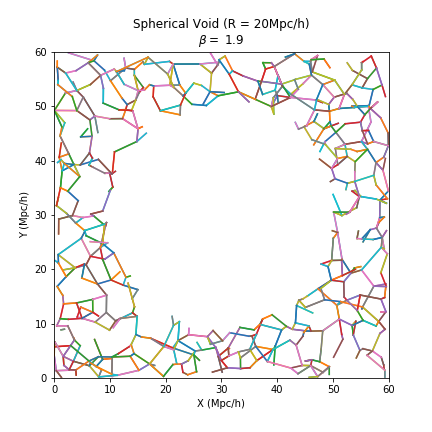 Spherical Void (R = 20Mpc/h)
β = 1.9
60
50
40
30
20
10
0
Y (Mpc/h)
0 10 20 30 40 50 60
X (Mpc/h)